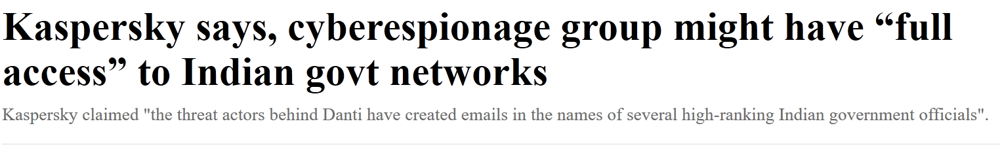 Kaspersky says, cyberespionage group might have “full
access” to Indian govt networks
Kaspersky claimed "the threat actors behind Danti have created emails in the names of several high-ranking Indian government officials".